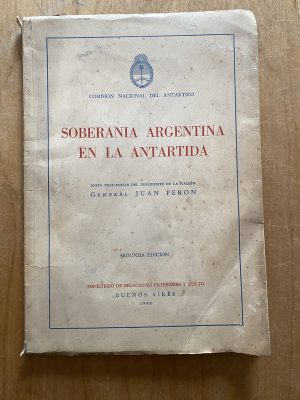 COMISION NACIONAL DEL ANTARTICO
SOBERANIA ARGENTINA
EN LA ANTARTIDA
NOTA PRELIMINAR DEL PRESIDENTE DE LA NACIÓN
GENERAL JUAN PERON
SEGUNDA EDICION
MINISTERIO DE RELACIONES EXTERIORES Y CULTO
BUENOS AIRES
1948